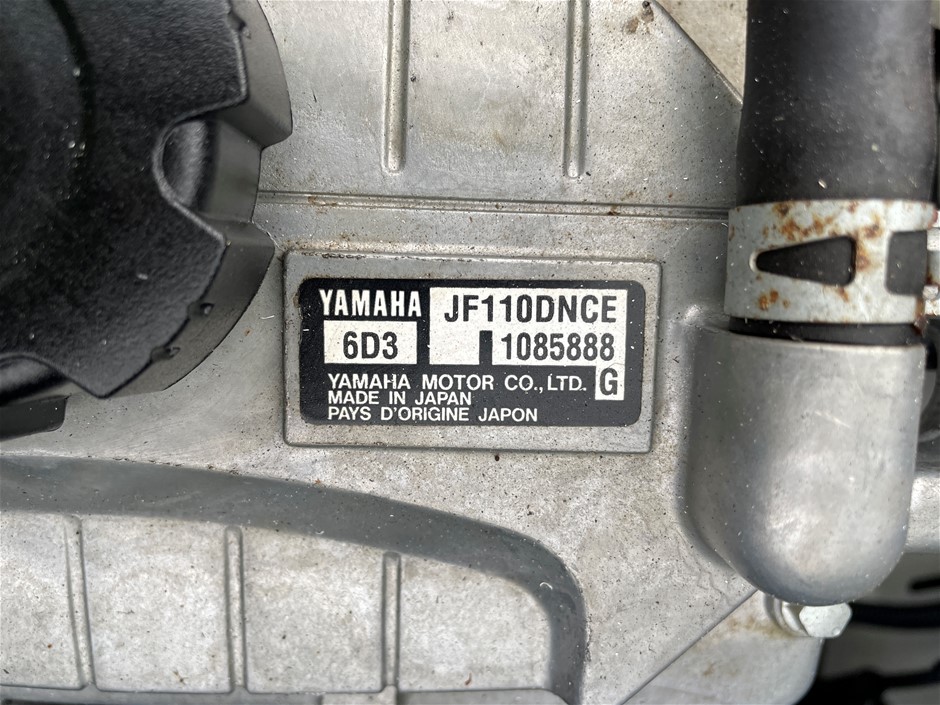 YAMAHA JF110DNCE
6D3 1085888
YAMAHA MOTOR CO.,LTD. G
MADE IN JAPAN
PAYS D'ORIGINE JAPON